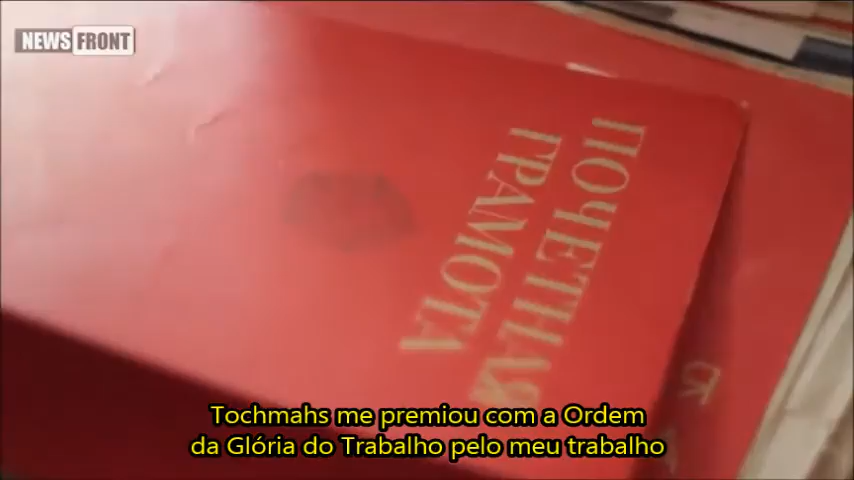 NEWS FRONT
ПОЧЕТНАЯ
ГРАМОТА
Tochmahs me premiou com a Ordem
da Glória do Trabalho pelo meu trabalho